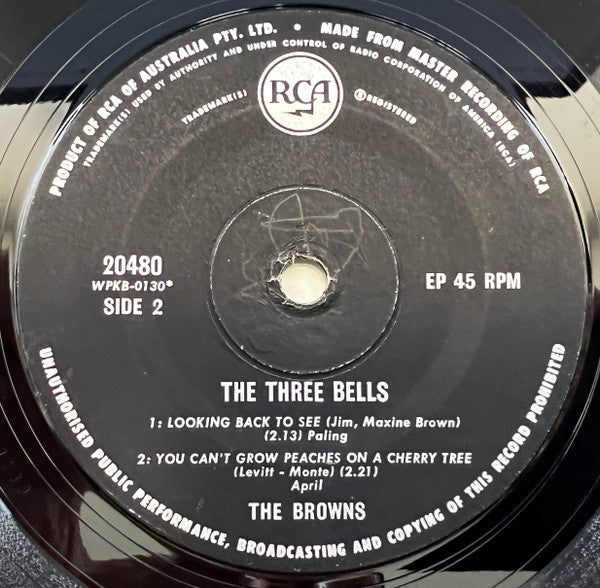 PRODUCT OF RCA OF AUSTRALIA PTY. LTD. • MADE FROM MASTER RECORDING OF RCA
TRADEMARK(S) USED BY AUTHORITY AND UNDER CONTROL OF RADIO CORPORATION OF AMERICA (RCA)
TRADEMARK(S)
RCA
® REGISTERED
20480
WPKB-0130*
SIDE 2
EP 45 RPM
THE THREE BELLS
1: LOOKING BACK TO SEE (Jim, Maxine Brown)
(2.13) Paling
2: YOU CAN'T GROW PEACHES ON A CHERRY TREE
(Levitt - Monte) (2.21)
April
THE BROWNS
UNAUTHORISED PUBLIC PERFORMANCE, BROADCASTING AND COPYING OF THIS RECORD PROHIBITED